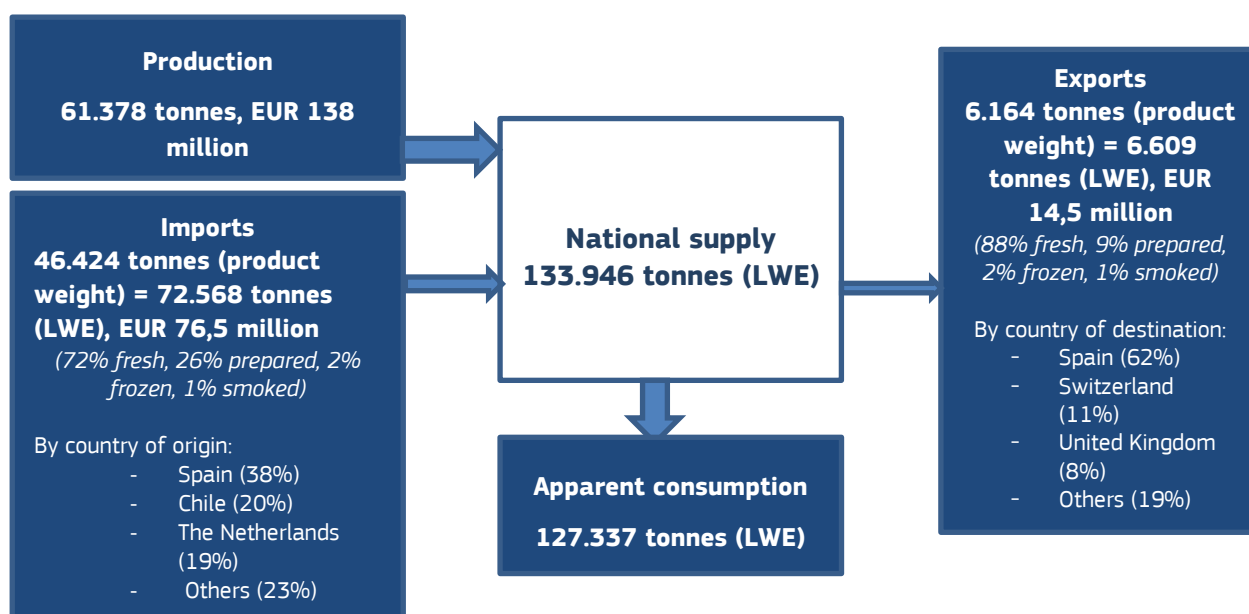 Production
61.378 tonnes, EUR 138
million
Imports
46.424 tonnes (product
weight) = 72.568 tonnes
(LWE), EUR 76,5 million
(72% fresh, 26% prepared, 2%
frozen, 1% smoked)
By country of origin:
- Spain (38%)
- Chile (20%)
- The Netherlands
(19%)
- Others (23%)
National supply
133.946 tonnes (LWE)
Apparent consumption
127.337 tonnes (LWE)
Exports
6.164 tonnes (product
weight) = 6.609
tonnes (LWE), EUR
14,5 million
(88% fresh, 9% prepared,
2% frozen, 1% smoked)
By country of destination:
- Spain (62%)
- Switzerland
(11%)
- United Kingdom
(8%)
- Others (19%)